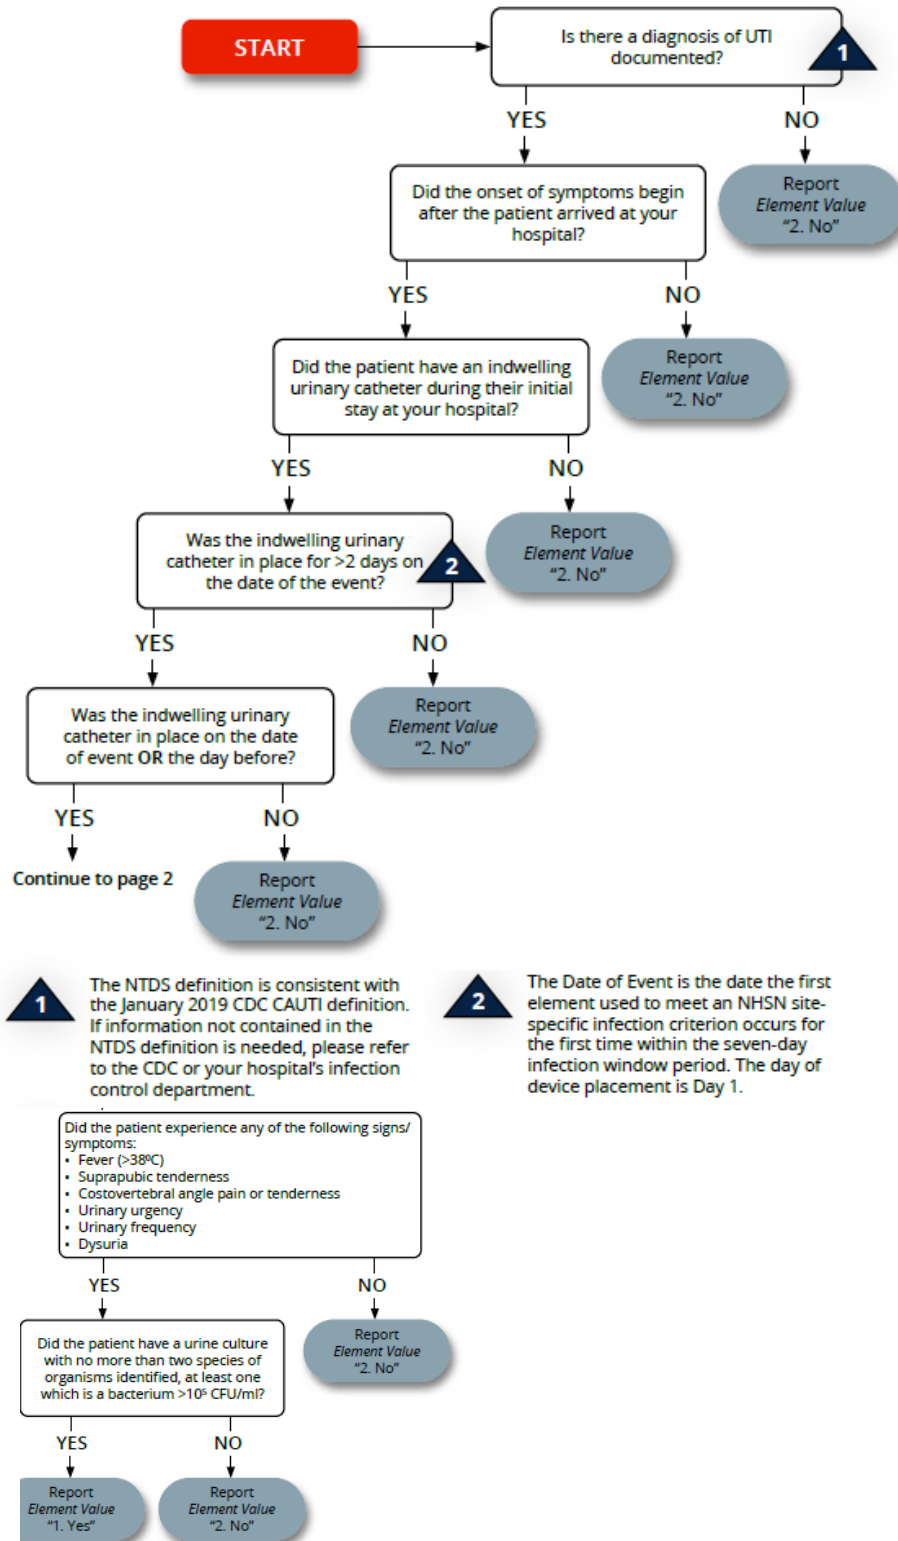 START
Is there a diagnosis of UTI
documented?
1
YES
NO
Did the onset of symptoms begin
after the patient arrived at your
hospital?
Report
Element Value
"2. No"
YES
NO
Did the patient have an indwelling
urinary catheter during their initial
stay at your hospital?
Report
Element Value
"2. No"
YES
NO
Was the indwelling urinary
catheter in place for >2 days on
the date of the event?
2
Report
Element Value
"2. No"
YES
NO
Was the indwelling urinary
catheter in place on the date
of event OR the day before?
Report
Element Value
"2. No"
YES
NO
Continue to page 2
Report
Element Value
"2. No"
1
The NTDS definition is consistent with
the January 2019 CDC CAUTI definition.
If information not contained in the
NTDS definition is needed, please refer
to the CDC or your hospital's infection
control department.
2
The Date of Event is the date the first
element used to meet an NHSN site-
specific infection criterion occurs for
the first time within the seven-day
infection window period. The day of
device placement is Day 1.
Did the patient experience any of the following signs/
symptoms:
• Fever (>38ºC)
• Suprapubic tenderness
• Costovertebral angle pain or tenderness
• Urinary urgency
• Urinary frequency
• Dysuria
YES
NO
Did the patient have a urine culture
with no more than two species of
organisms identified, at least one
which is a bacterium >10⁵ CFU/ml?
Report
Element Value
"2. No"
YES
NO
Report
Element Value
"1. Yes"
Report
Element Value
"2. No"